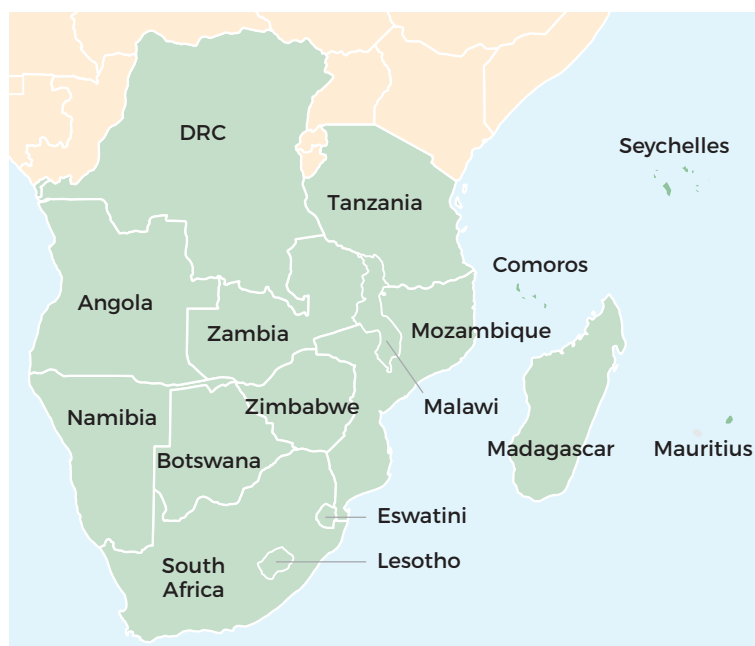 DRC
Seychelles
Tanzania
Comoros
Angola
Zambia
Mozambique
Namibia
Zimbabwe
Malawi
Botswana
Madagascar
Mauritius
Eswatini
Lesotho
South
Africa